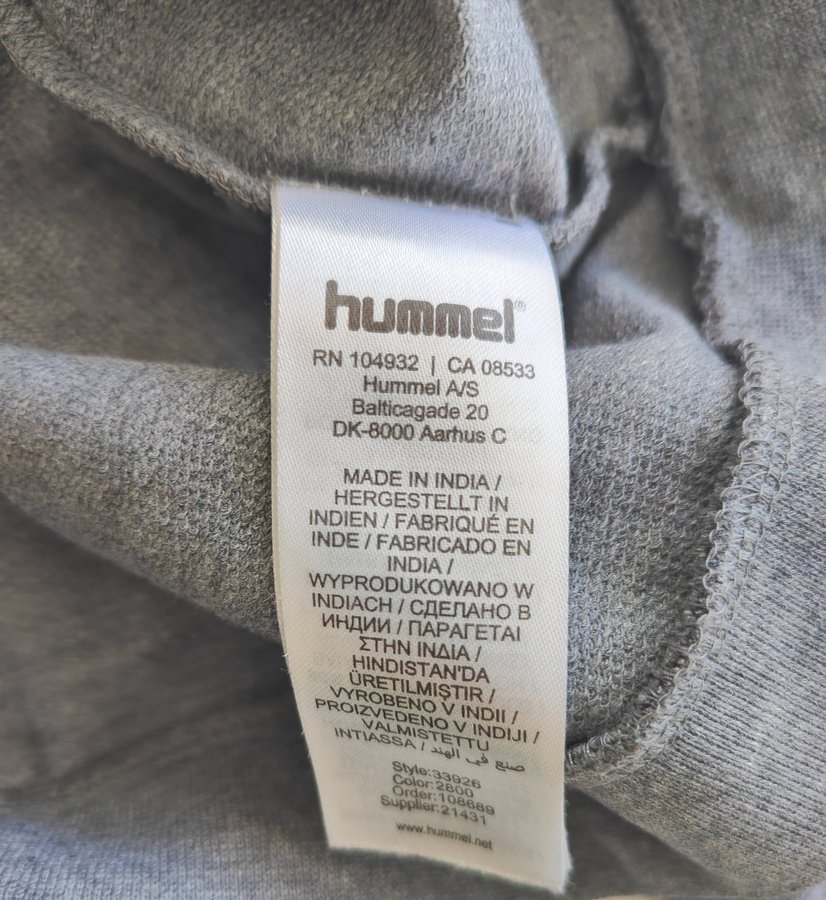 hummel®
RN 104932 | CA 08533
Hummel A/S
Balticagade 20
DK-8000 Aarhus C
MADE IN INDIA /
HERGESTELLT IN
INDIEN / FABRIQUÉ EN
INDE / FABRICADO EN
INDIA /
WYPRODUKOWANO W
INDIACH / СДЕЛАНО В
ИНДИИ / ΠΑΡΑΓΕΤΑΙ
ΣΤΗΝ ΙΝΔΙΑ /
HINDISTAN'DA
ÜRETILMIŞTIR /
VYROBENO V INDII /
PROIZVEDENO V INDIJI /
VALMISTETTU
INTIASSA / صنع في الهند
Style:33926
Color:2800
Order:108689
Supplier:21431
www.hummel.net